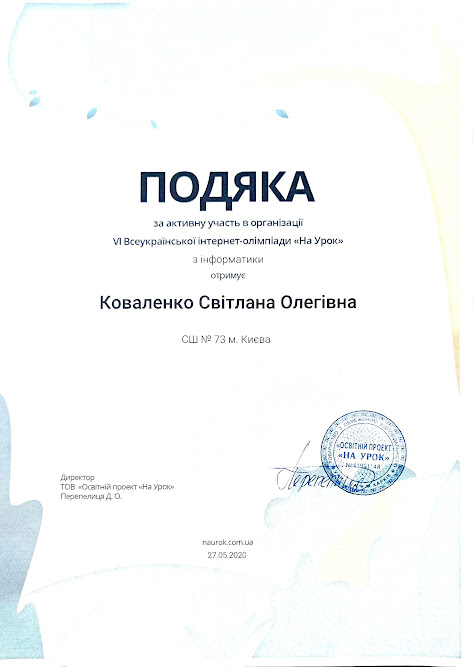 ПОДЯКА
за активну участь в організації
VI Всеукраїнської інтернет-олімпіади «На Урок»
з інформатики
отримує
Коваленко Світлана Олегівна
СШ № 73 м. Києва
«ОСВІТНІЙ ПРОЕКТ
«НА УРОК»
Директор
ТОВ «Освітній проект «На Урок»
Перепелиця Д. О.
naurok.com.ua
27.05.2020